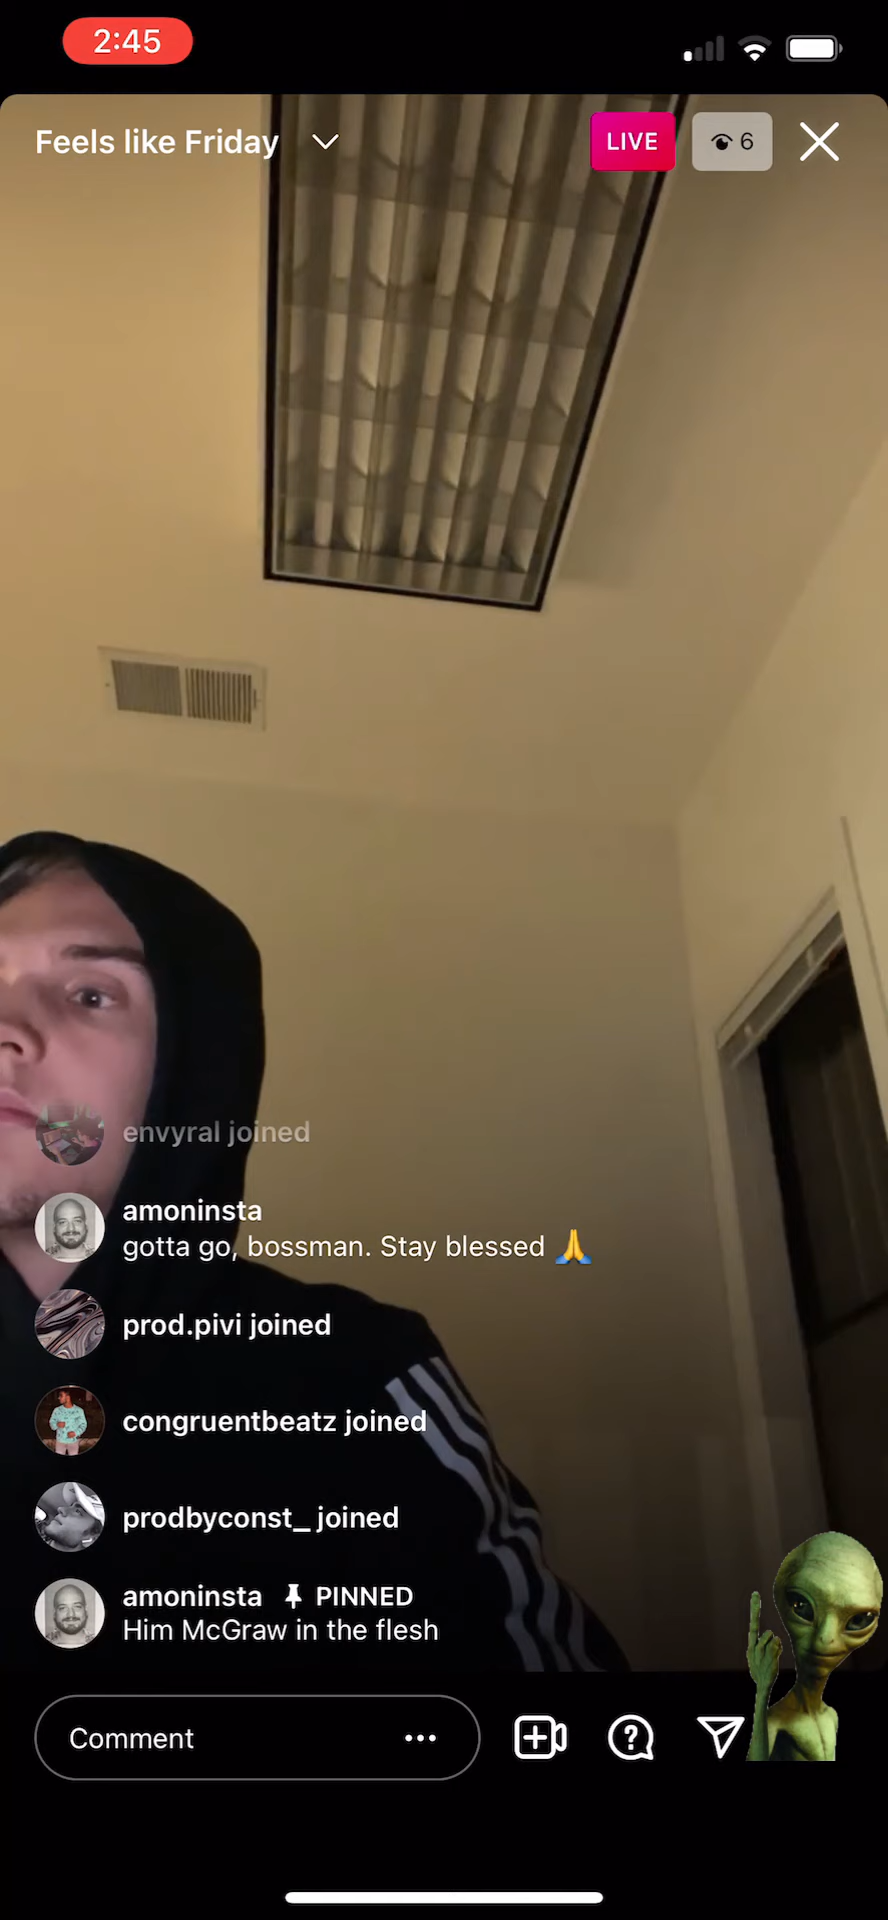 2:45
Feels like Friday
LIVE
6
envyral joined
amoninsta
gotta go, bossman. Stay blessed 🙏
prod.pivi joined
congruentbeatz joined
prodbyconst_ joined
amoninsta PINNED
Him McGraw in the flesh
Comment